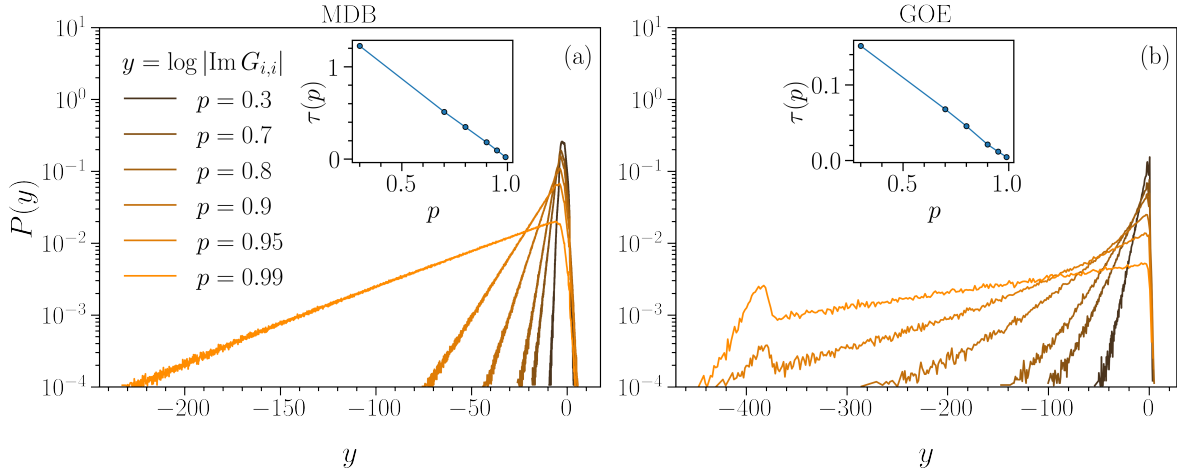 MDB
GOE
10^1
10^0
10^{-1}
10^{-2}
10^{-3}
10^{-4}
P(y)
y = log |Im G_{i,i}|
p = 0.3
p = 0.7
p = 0.8
p = 0.9
p = 0.95
p = 0.99
τ(p)
1
0
0.5
1.0
p
(a)
−200
−150
−100
−50
0
y
10^1
10^0
10^{-1}
10^{-2}
10^{-3}
10^{-4}
τ(p)
0.1
0.0
0.5
1.0
p
(b)
−400
−300
−200
−100
0
y